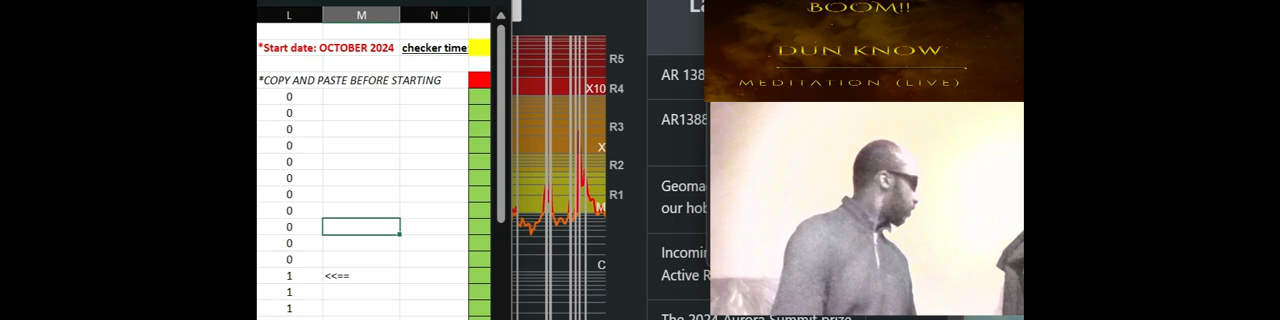 L M N
*Start date: OCTOBER 2024 checker time
*COPY AND PASTE BEFORE STARTING
0
0
0
0
0
0
0
0
0
0
0
1 <<==
1
1
R5
X10 R4
R3
X
R2
R1
M
C
AR 138
AR1388
Geoma
our hob
Incomin
Active R
The 2024 Aurora Summit prize
BOOM!!
DUN KNOW
MEDITATION (LIVE)